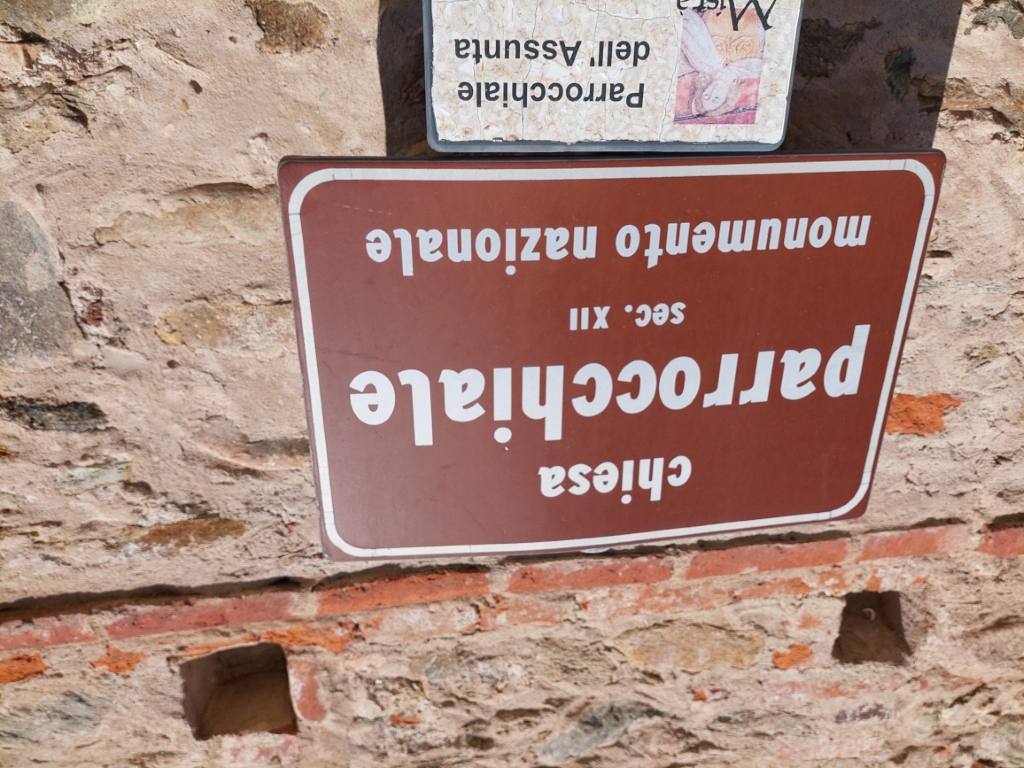 chiesa
parrocchiale
sec. XII
monumento nazionale
Parrocchiale
dell'Assunta